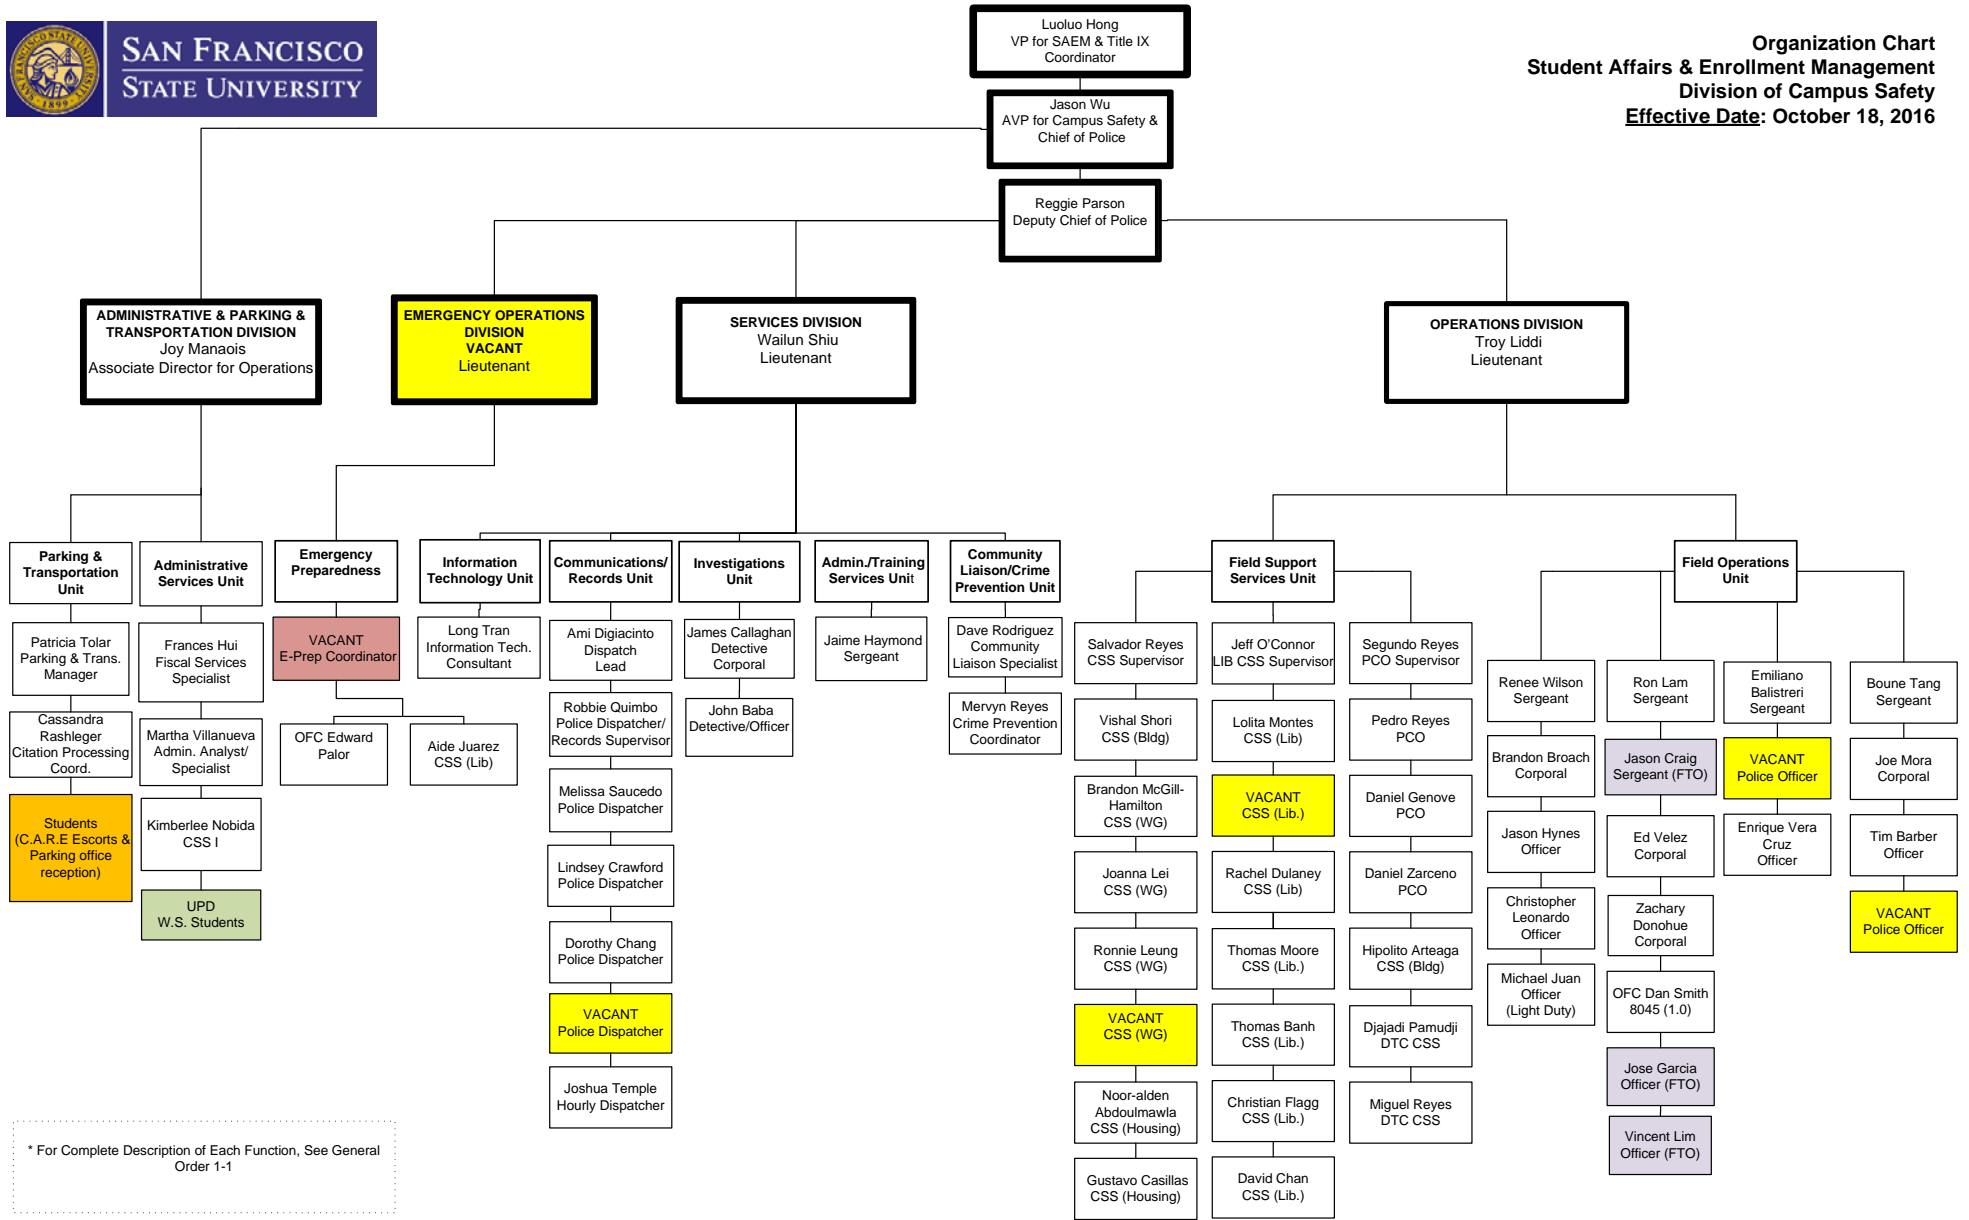 SAN FRANCISCO
STATE UNIVERSITY
Organization Chart
Student Affairs & Enrollment Management
Division of Campus Safety
Effective Date: October 18, 2016
Luoluo Hong
VP for SAEM & Title IX
Coordinator
Jason Wu
AVP for Campus Safety &
Chief of Police
Reggie Parson
Deputy Chief of Police
ADMINISTRATIVE & PARKING &
TRANSPORTATION DIVISION
Joy Manaois
Associate Director for Operations
EMERGENCY OPERATIONS
DIVISION
VACANT
Lieutenant
SERVICES DIVISION
Wailun Shiu
Lieutenant
OPERATIONS DIVISION
Troy Liddi
Lieutenant
Parking &
Transportation
Unit
Patricia Tolar
Parking & Trans.
Manager
Cassandra
Rashleger
Citation Processing
Coord.
Students
(C.A.R.E Escorts &
Parking office
reception)
Administrative
Services Unit
Frances Hui
Fiscal Services
Specialist
Martha Villanueva
Admin. Analyst/
Specialist
Kimberlee Nobida
CSS I
UPD
W.S. Students
Emergency
Preparedness
VACANT
E-Prep Coordinator
OFC Edward
Palor
Aide Juarez
CSS (Lib)
Information
Technology Unit
Long Tran
Information Tech.
Consultant
Communications/
Records Unit
Ami Digiacinto
Dispatch
Lead
Robbie Quimbo
Police Dispatcher/
Records Supervisor
Melissa Saucedo
Police Dispatcher
Lindsey Crawford
Police Dispatcher
Dorothy Chang
Police Dispatcher
VACANT
Police Dispatcher
Joshua Temple
Hourly Dispatcher
Investigations
Unit
James Callaghan
Detective
Corporal
John Baba
Detective/Officer
Admin./Training
Services Unit
Jaime Haymond
Sergeant
Community
Liaison/Crime
Prevention Unit
Dave Rodriguez
Community
Liaison Specialist
Mervyn Reyes
Crime Prevention
Coordinator
Field Support
Services Unit
Salvador Reyes
CSS Supervisor
Vishal Shori
CSS (Bldg)
Brandon McGill-
Hamilton
CSS (WG)
Joanna Lei
CSS (WG)
Ronnie Leung
CSS (WG)
VACANT
CSS (WG)
Noor-alden
Abdoulmawla
CSS (Housing)
Gustavo Casillas
CSS (Housing)
Jeff O’Connor
LIB CSS Supervisor
Lolita Montes
CSS (Lib)
VACANT
CSS (Lib.)
Rachel Dulaney
CSS (Lib)
Thomas Moore
CSS (Lib.)
Thomas Banh
CSS (Lib.)
Christian Flagg
CSS (Lib.)
David Chan
CSS (Lib.)
Segundo Reyes
PCO Supervisor
Pedro Reyes
PCO
Daniel Genove
PCO
Daniel Zarceno
PCO
Hipolito Arteaga
CSS (Bldg)
Djajadi Pamudji
DTC CSS
Miguel Reyes
DTC CSS
Field Operations
Unit
Renee Wilson
Sergeant
Brandon Broach
Corporal
Jason Hynes
Officer
Christopher
Leonardo
Officer
Michael Juan
Officer
(Light Duty)
Ron Lam
Sergeant
Jason Craig
Sergeant (FTO)
Ed Velez
Corporal
Zachary
Donohue
Corporal
OFC Dan Smith
8045 (1.0)
Jose Garcia
Officer (FTO)
Vincent Lim
Officer (FTO)
Emiliano
Balistreri
Sergeant
VACANT
Police Officer
Enrique Vera
Cruz
Officer
Boune Tang
Sergeant
Joe Mora
Corporal
Tim Barber
Officer
VACANT
Police Officer
* For Complete Description of Each Function, See General
Order 1-1